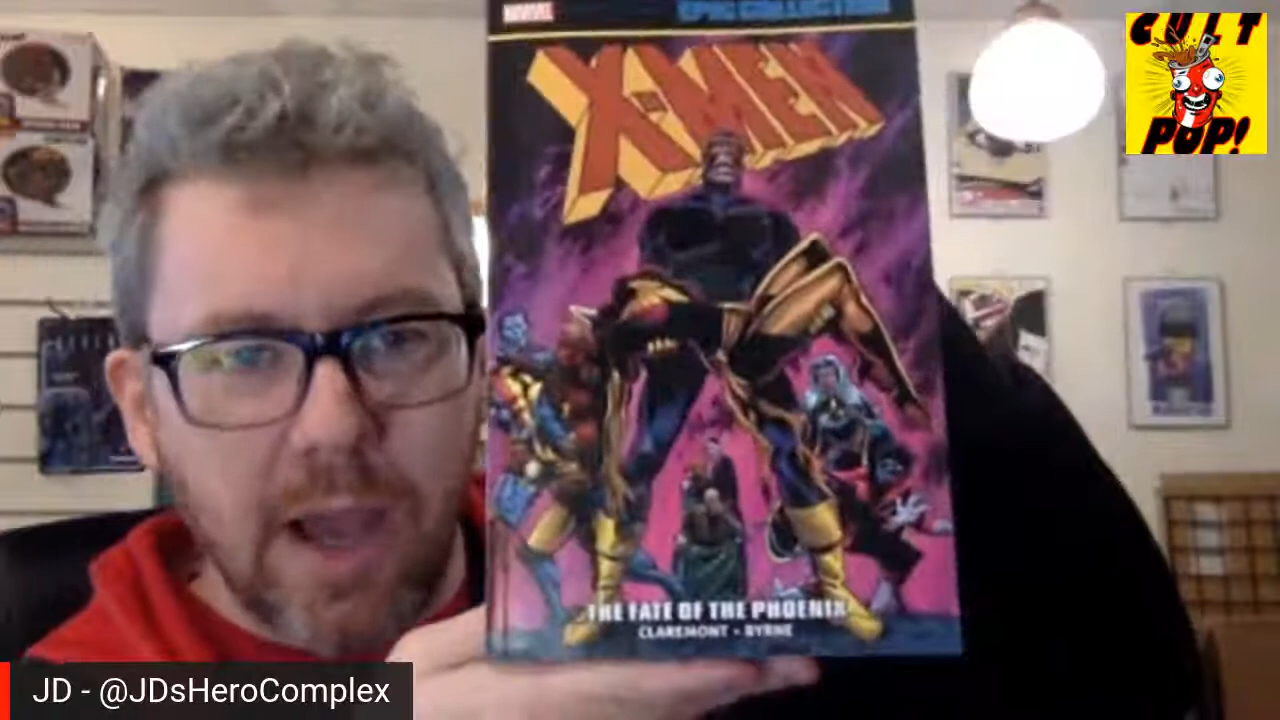 MARVEL
EPIC COLLECTION
X-MEN
THE FATE OF THE PHOENIX
CLAREMONT • BYRNE
CULT
POP!
JD - @JDsHeroComplex